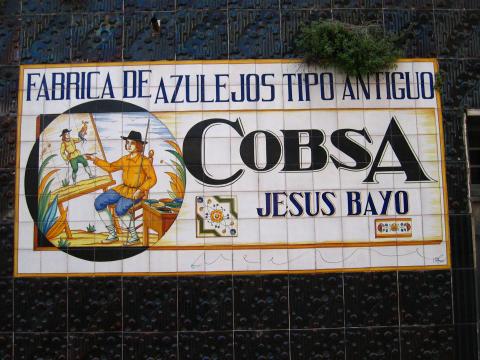 FABRICA DE AZULEJOS TIPO ANTIGUO
COBSA
JESUS BAYO